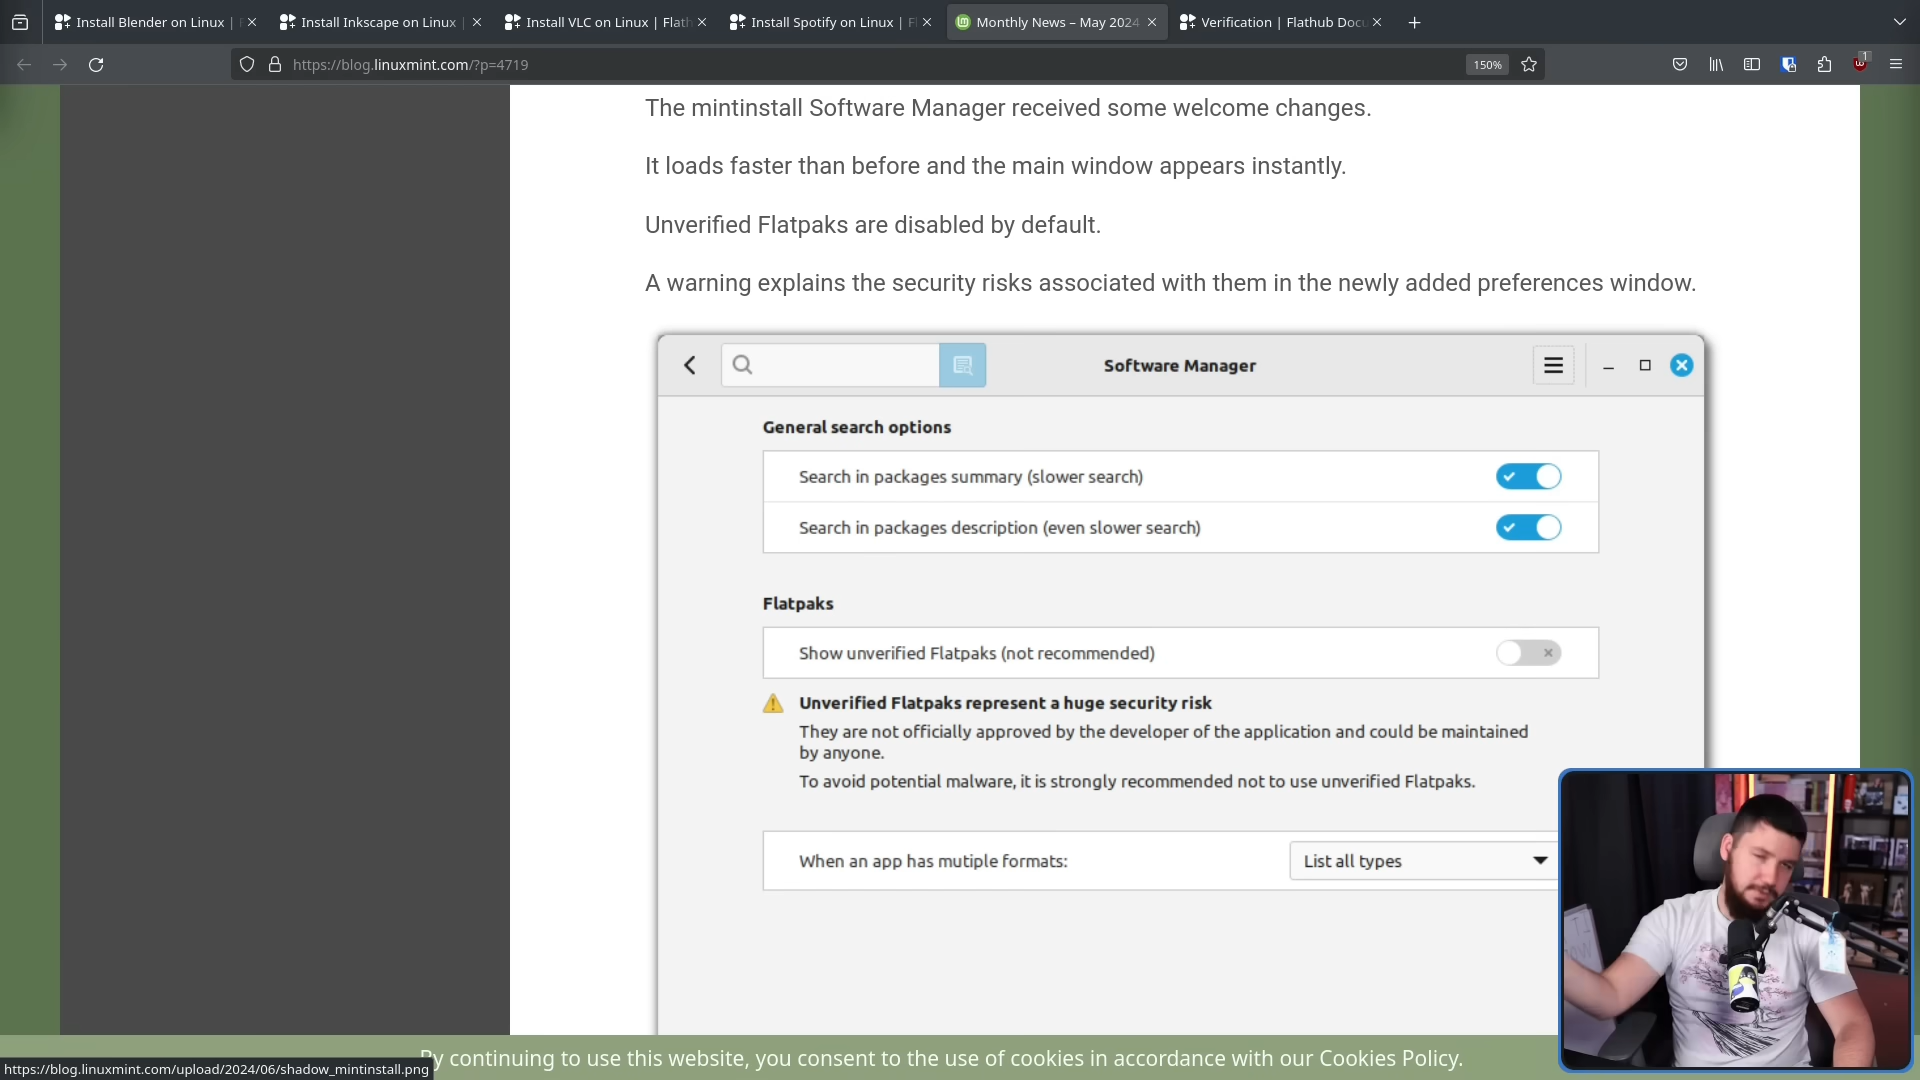 Install Blender on Linux |
Install Inkscape on Linux |
Install VLC on Linux | Flath
Install Spotify on Linux | Fl
Monthly News – May 2024
Verification | Flathub Docu
https://blog.linuxmint.com/?p=4719
150%
1
The mintinstall Software Manager received some welcome changes.
It loads faster than before and the main window appears instantly.
Unverified Flatpaks are disabled by default.
A warning explains the security risks associated with them in the newly added preferences window.
Software Manager
General search options
Search in packages summary (slower search)
Search in packages description (even slower search)
Flatpaks
Show unverified Flatpaks (not recommended)
Unverified Flatpaks represent a huge security risk
They are not officially approved by the developer of the application and could be maintained
by anyone.
To avoid potential malware, it is strongly recommended not to use unverified Flatpaks.
When an app has mutiple formats:
List all types
By continuing to use this website, you consent to the use of cookies in accordance with our Cookies Policy.
https://blog.linuxmint.com/upload/2024/06/shadow_mintinstall.png